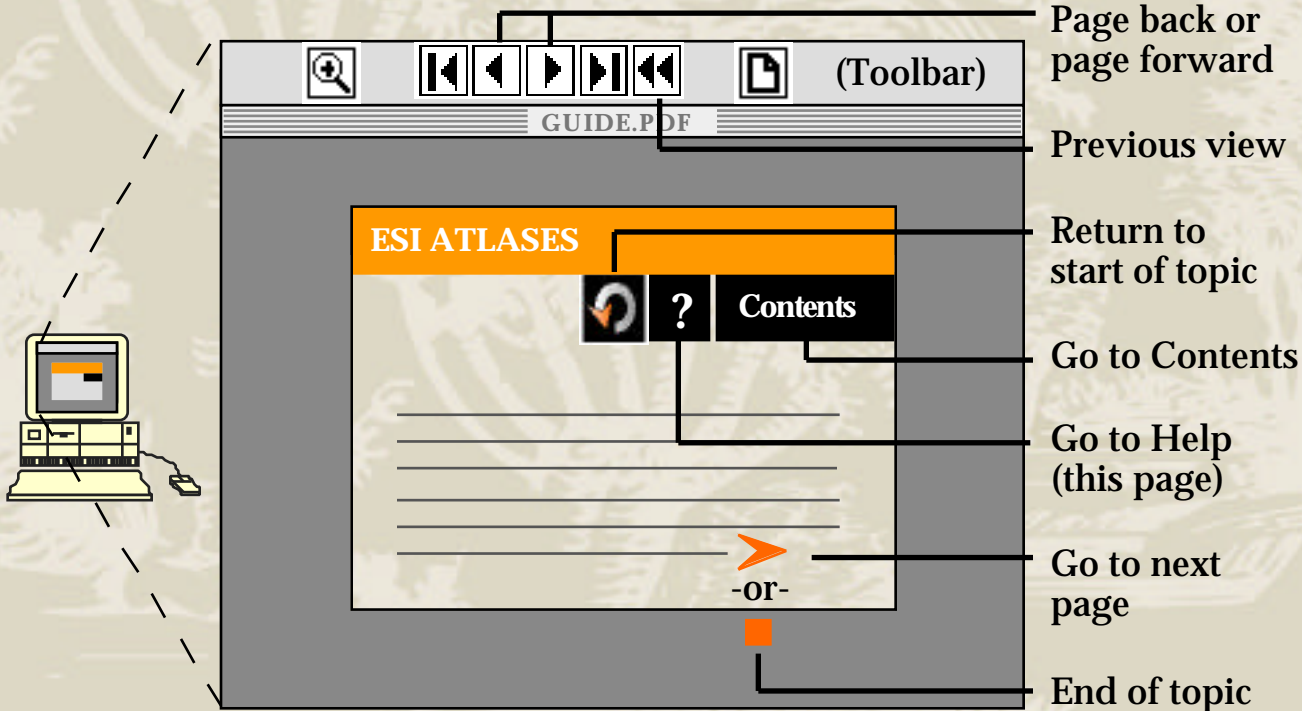 Page back or
page forward
(Toolbar)
GUIDE.PDF
Previous view
ESI ATLASES
Return to
start of topic
? Contents
Go to Contents
Go to Help
(this page)
Go to next
page
-or-
End of topic